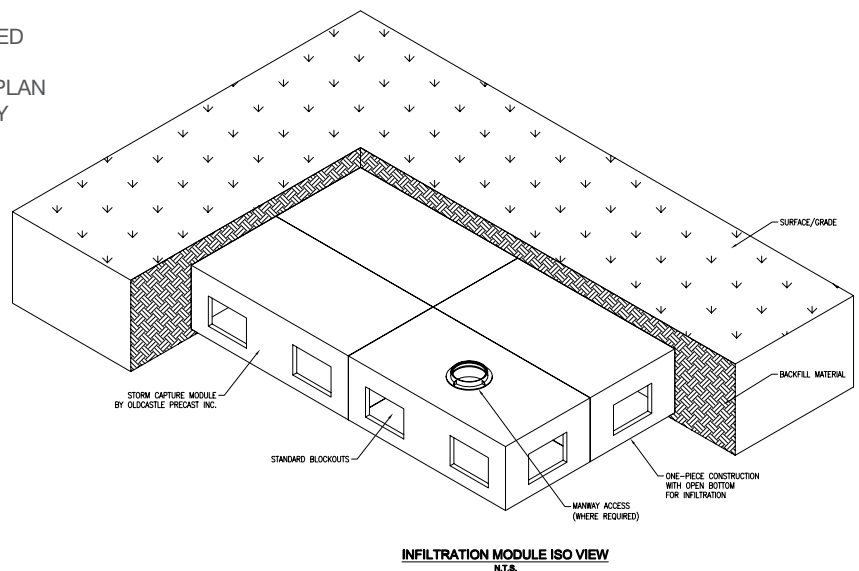 ED
PLAN
Y
SURFACE/GRADE
BACKFILL MATERIAL
STORM CAPTURE MODULE
BY OLDCASTLE PRECAST INC.
STANDARD BLOCKOUTS
ONE-PIECE CONSTRUCTION
WITH OPEN BOTTOM
FOR INFILTRATION
MANWAY ACCESS
(WHERE REQUIRED)
INFILTRATION MODULE ISO VIEW
N.T.S.